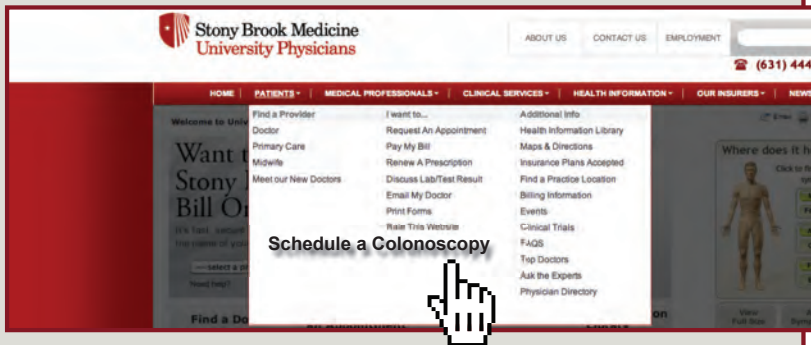 Stony Brook Medicine
University Physicians
ABOUT US
CONTACT US
EMPLOYMENT
(631) 444
HOME
PATIENTS
MEDICAL PROFESSIONALS
CLINICAL SERVICES
HEALTH INFORMATION
OUR INSURERS
NEWS
Welcome to
Want
Stony
Bill
Find a Provider
Doctor
Primary Care
Midwife
Meet our New Doctors
I want to...
Request An Appointment
Pay My Bill
Renew A Prescription
Discuss Lab/Test Result
Email My Doctor
Print Forms
Rate This Website
Schedule a Colonoscopy
Additional Info
Health Information Library
Maps & Directions
Insurance Plans Accepted
Find a Practice Location
Billing Information
Events
Clinical Trials
FAQS
Top Doctors
Ask the Experts
Physician Directory
Email
Where does it
Click to
select a
Need help?
Find a
View
Full Size